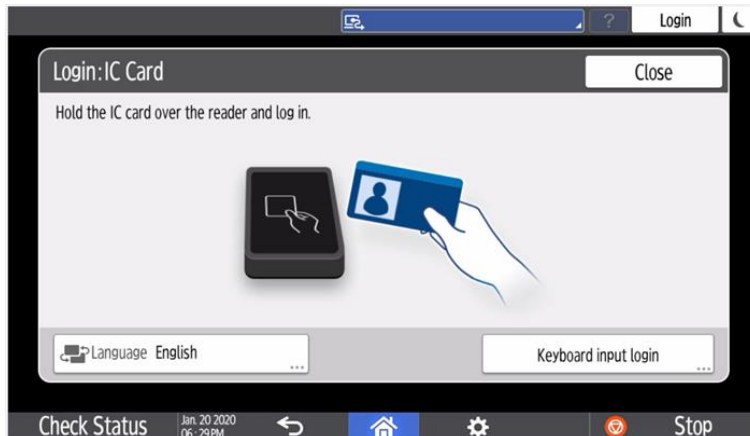 ? Login
Login:IC Card Close
Hold the IC card over the reader and log in.
Language English ... Keyboard input login ...
Check Status Jan. 20 2020 Stop
06:29PM